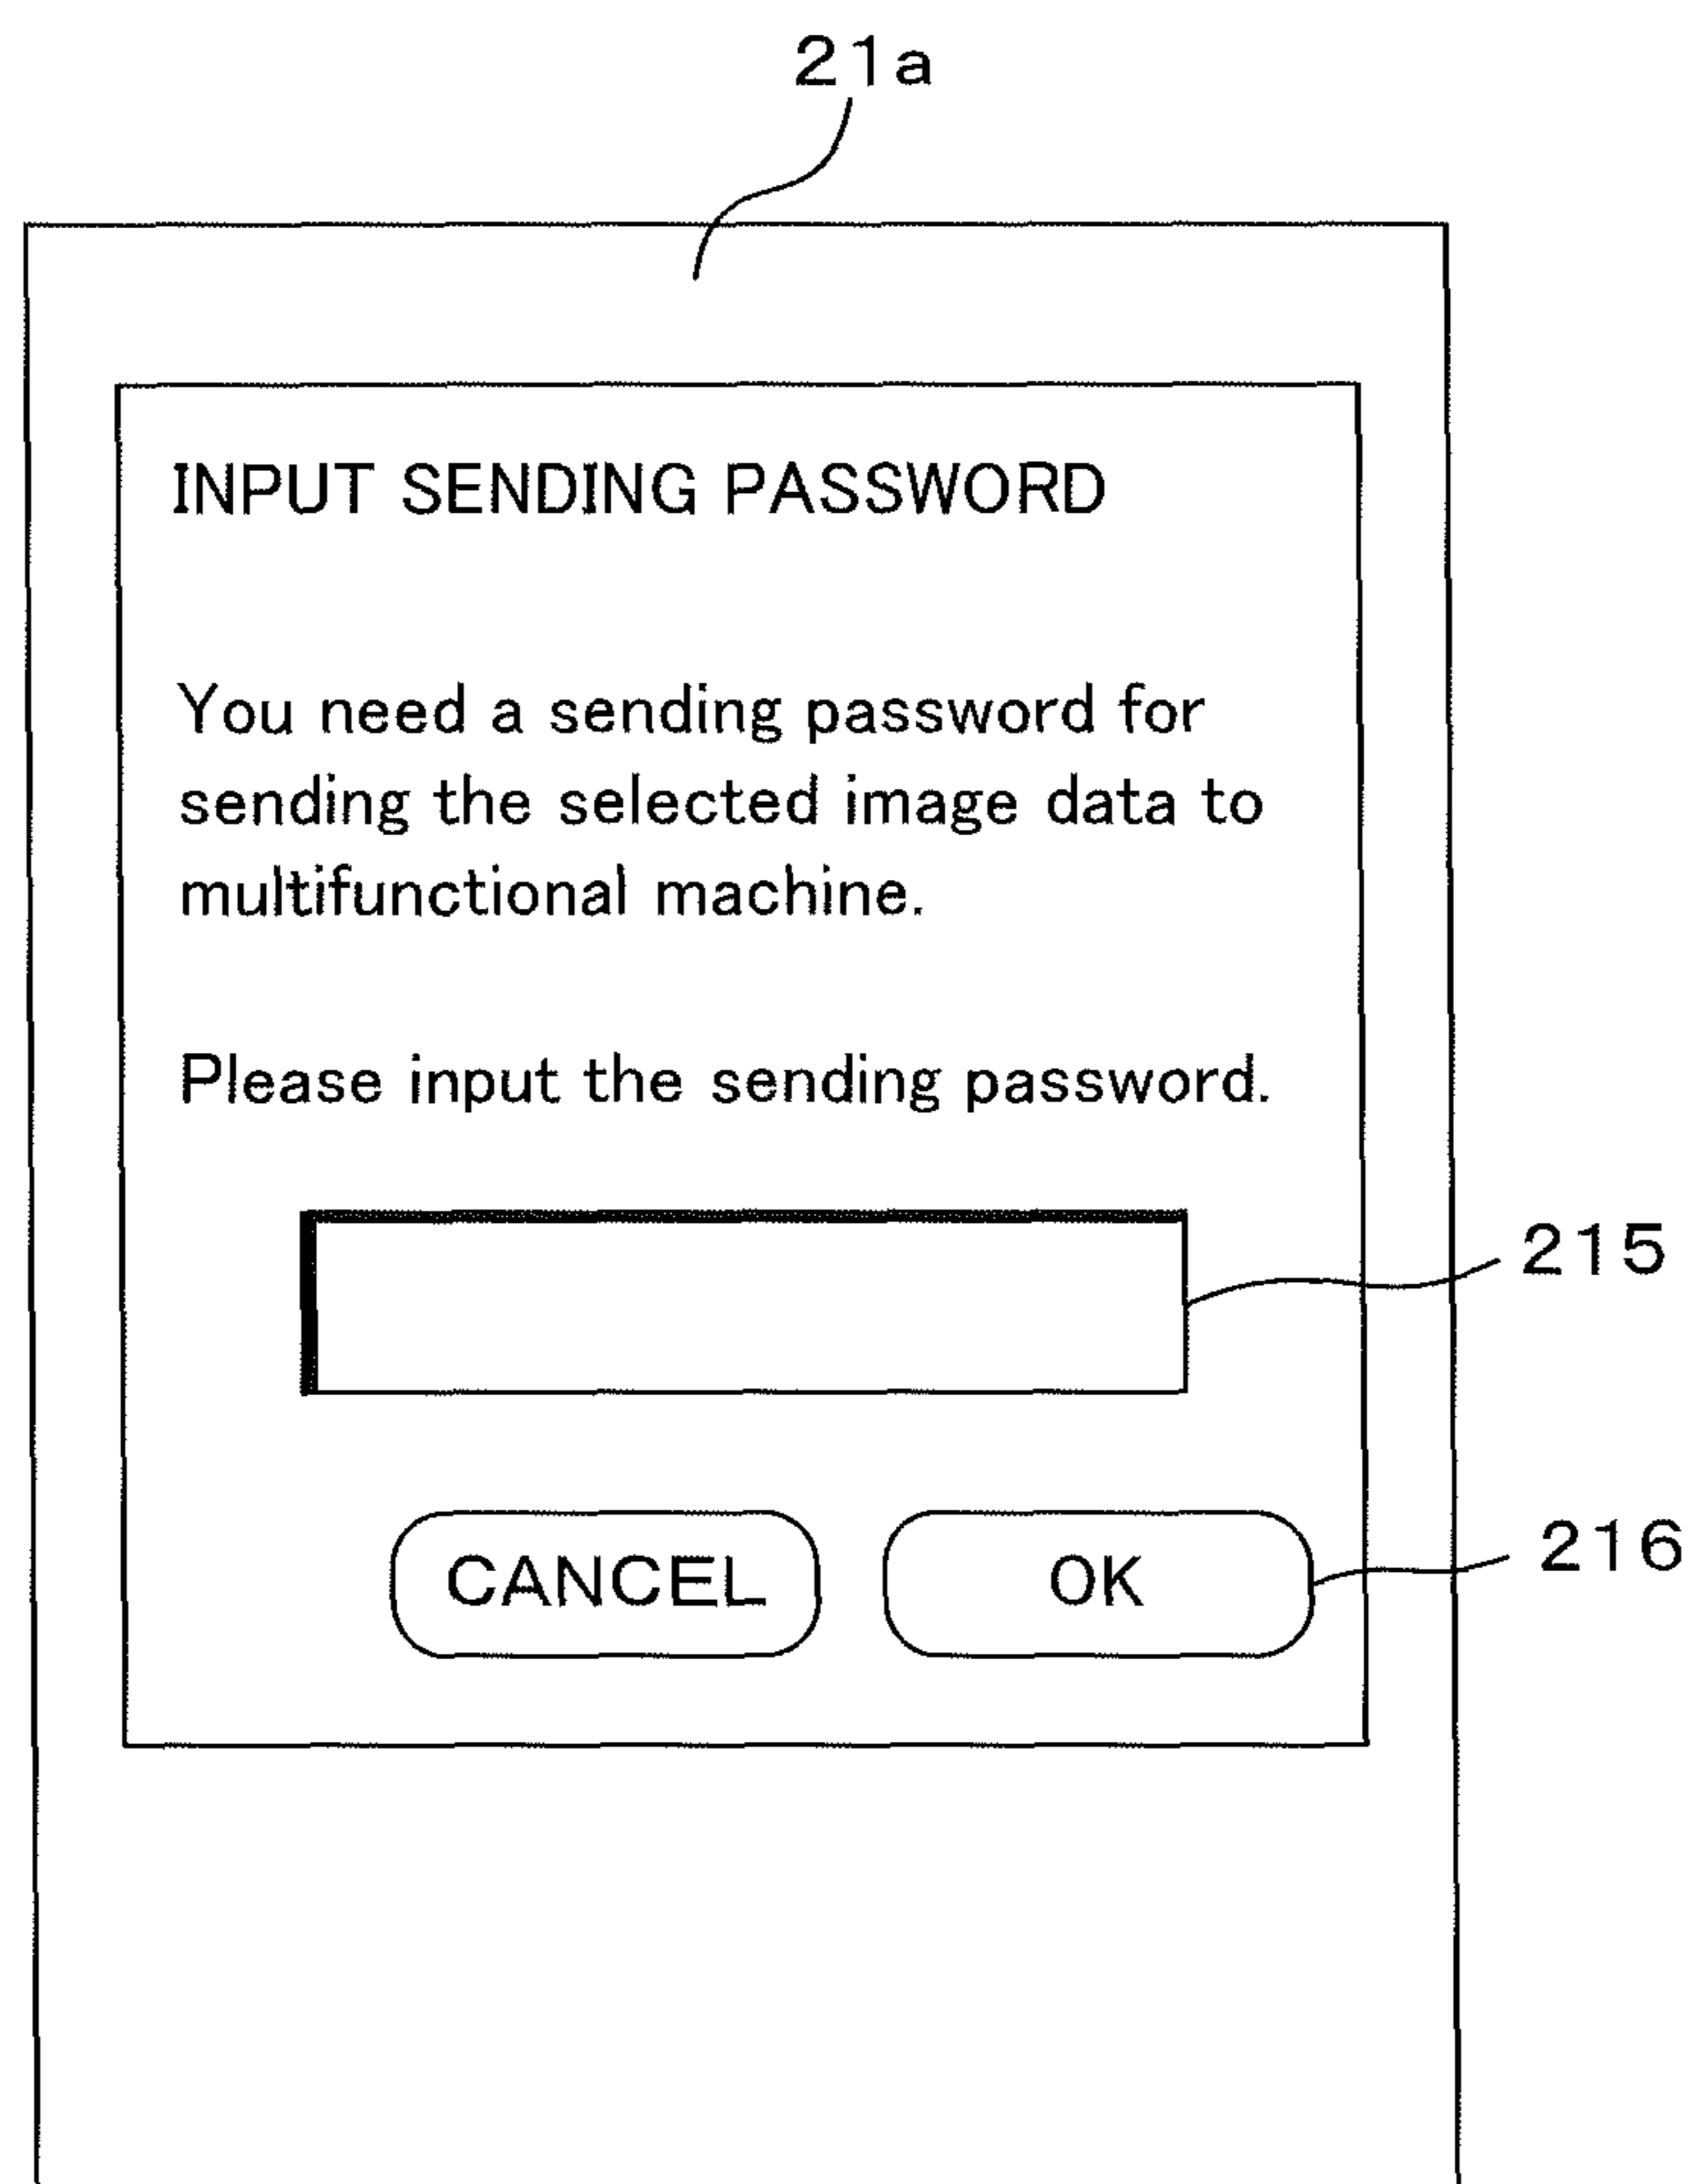 21a
INPUT SENDING PASSWORD
You need a sending password for
sending the selected image data to
multifunctional machine.
Please input the sending password.
215
CANCEL OK
216